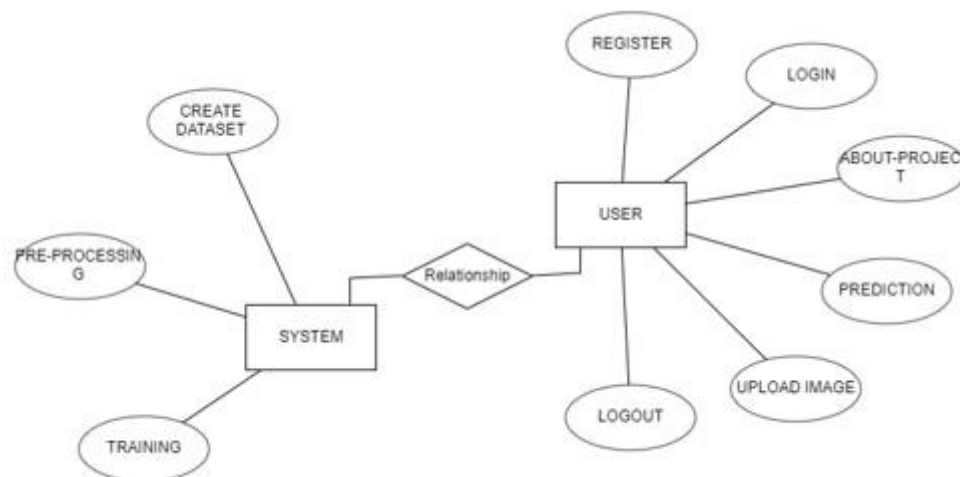 REGISTER
LOGIN
CREATE
DATASET
ABOUT-PROJEC
T
USER
PRE-PROCESSIN
G
Relationship
PREDICTION
SYSTEM
UPLOAD IMAGE
LOGOUT
TRAINING